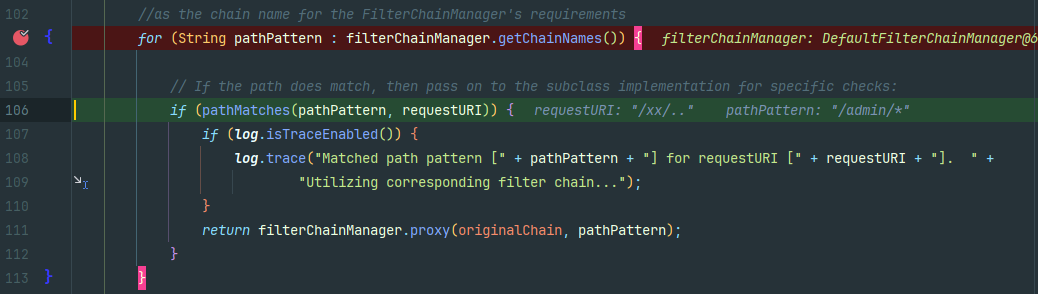 102 //as the chain name for the FilterChainManager's requirements
{ for (String pathPattern : filterChainManager.getChainNames()) { filterChainManager: DefaultFilterChainManager@6
104
105 // If the path does match, then pass on to the subclass implementation for specific checks:
106 if (pathMatches(pathPattern, requestURI)) { requestURI: "/xx/.." pathPattern: "/admin/*"
107 if (log.isTraceEnabled()) {
108 log.trace("Matched path pattern [" + pathPattern + "] for requestURI [" + requestURI + "].  " +
109 "Utilizing corresponding filter chain...");
110 }
111 return filterChainManager.proxy(originalChain, pathPattern);
112 }
113 } }